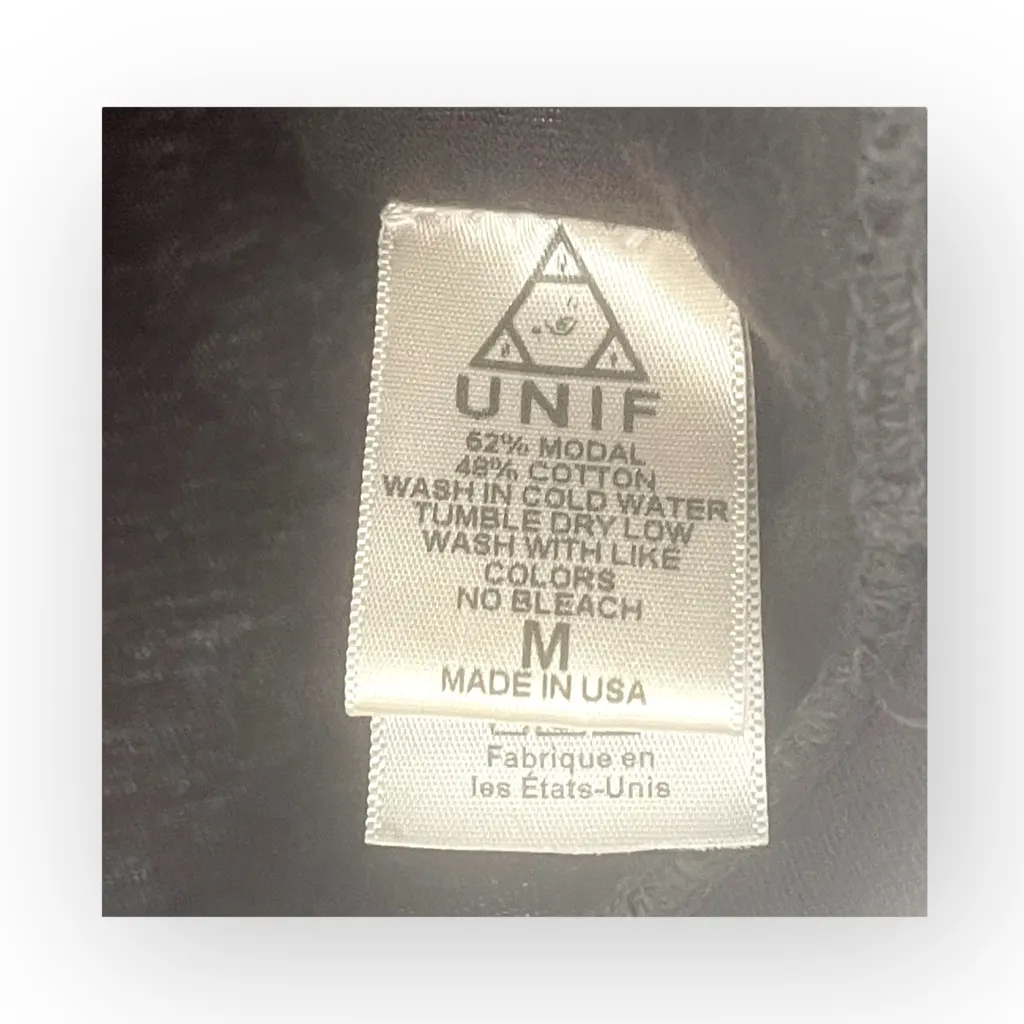 UNIF
52% MODAL
48% COTTON
WASH IN COLD WATER
TUMBLE DRY LOW
WASH WITH LIKE
COLORS
NO BLEACH
M
MADE IN USA
Fabrique en
les États-Unis